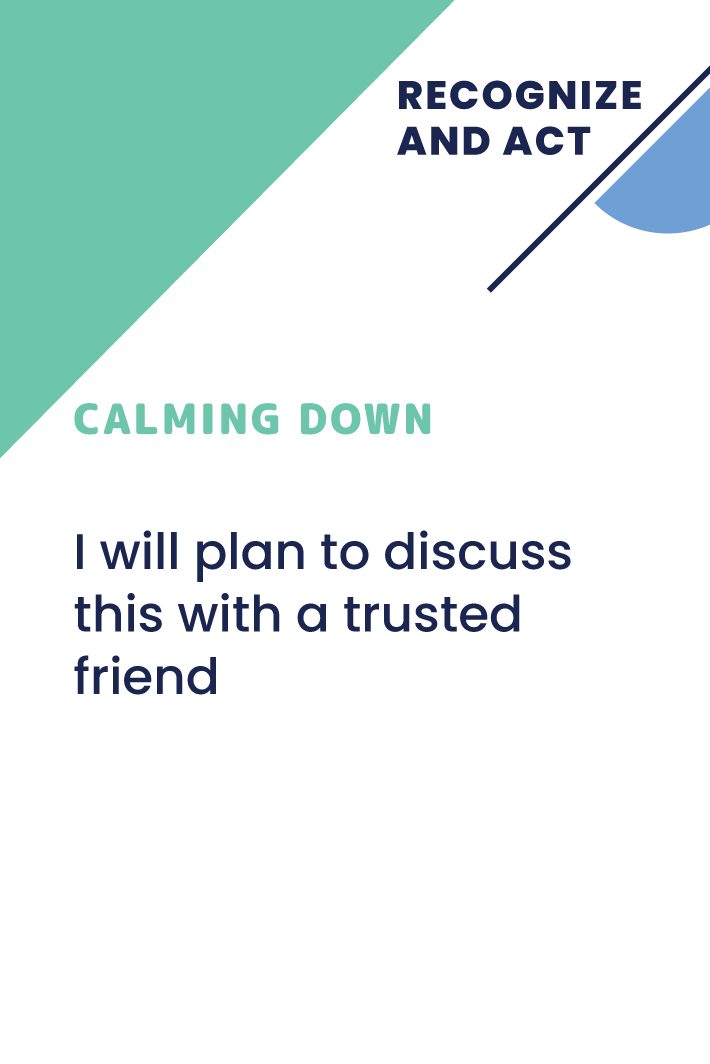 RECOGNIZE
AND ACT
CALMING DOWN
I will plan to discuss
this with a trusted
friend